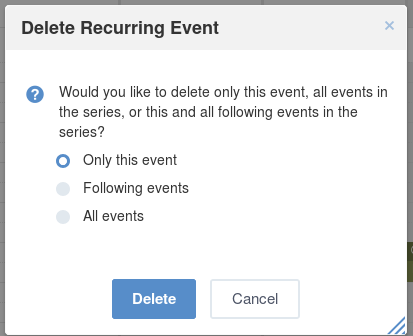 Delete Recurring Event
×
?
Would you like to delete only this event, all events in
the series, or this and all following events in the
series?
Only this event
Following events
All events
Delete
Cancel